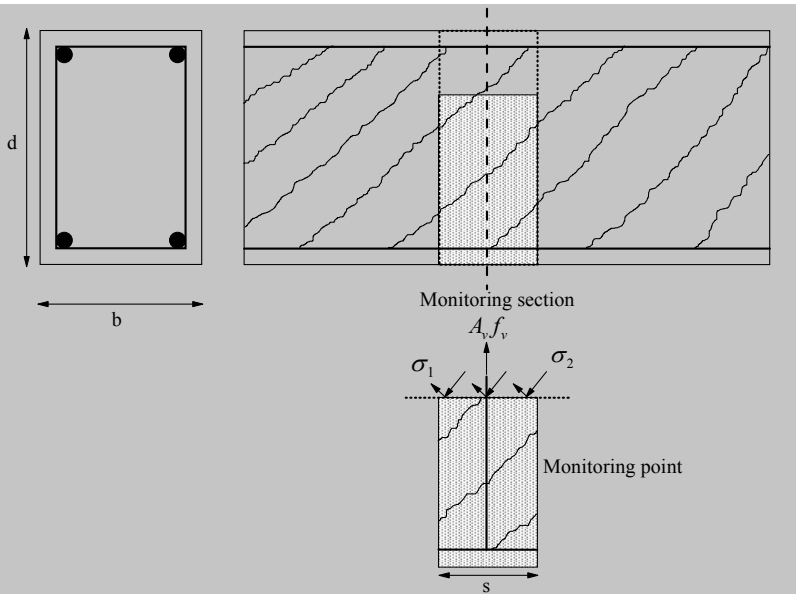 d
b
Monitoring section
A_v f_v
σ_1
σ_2
Monitoring point
s